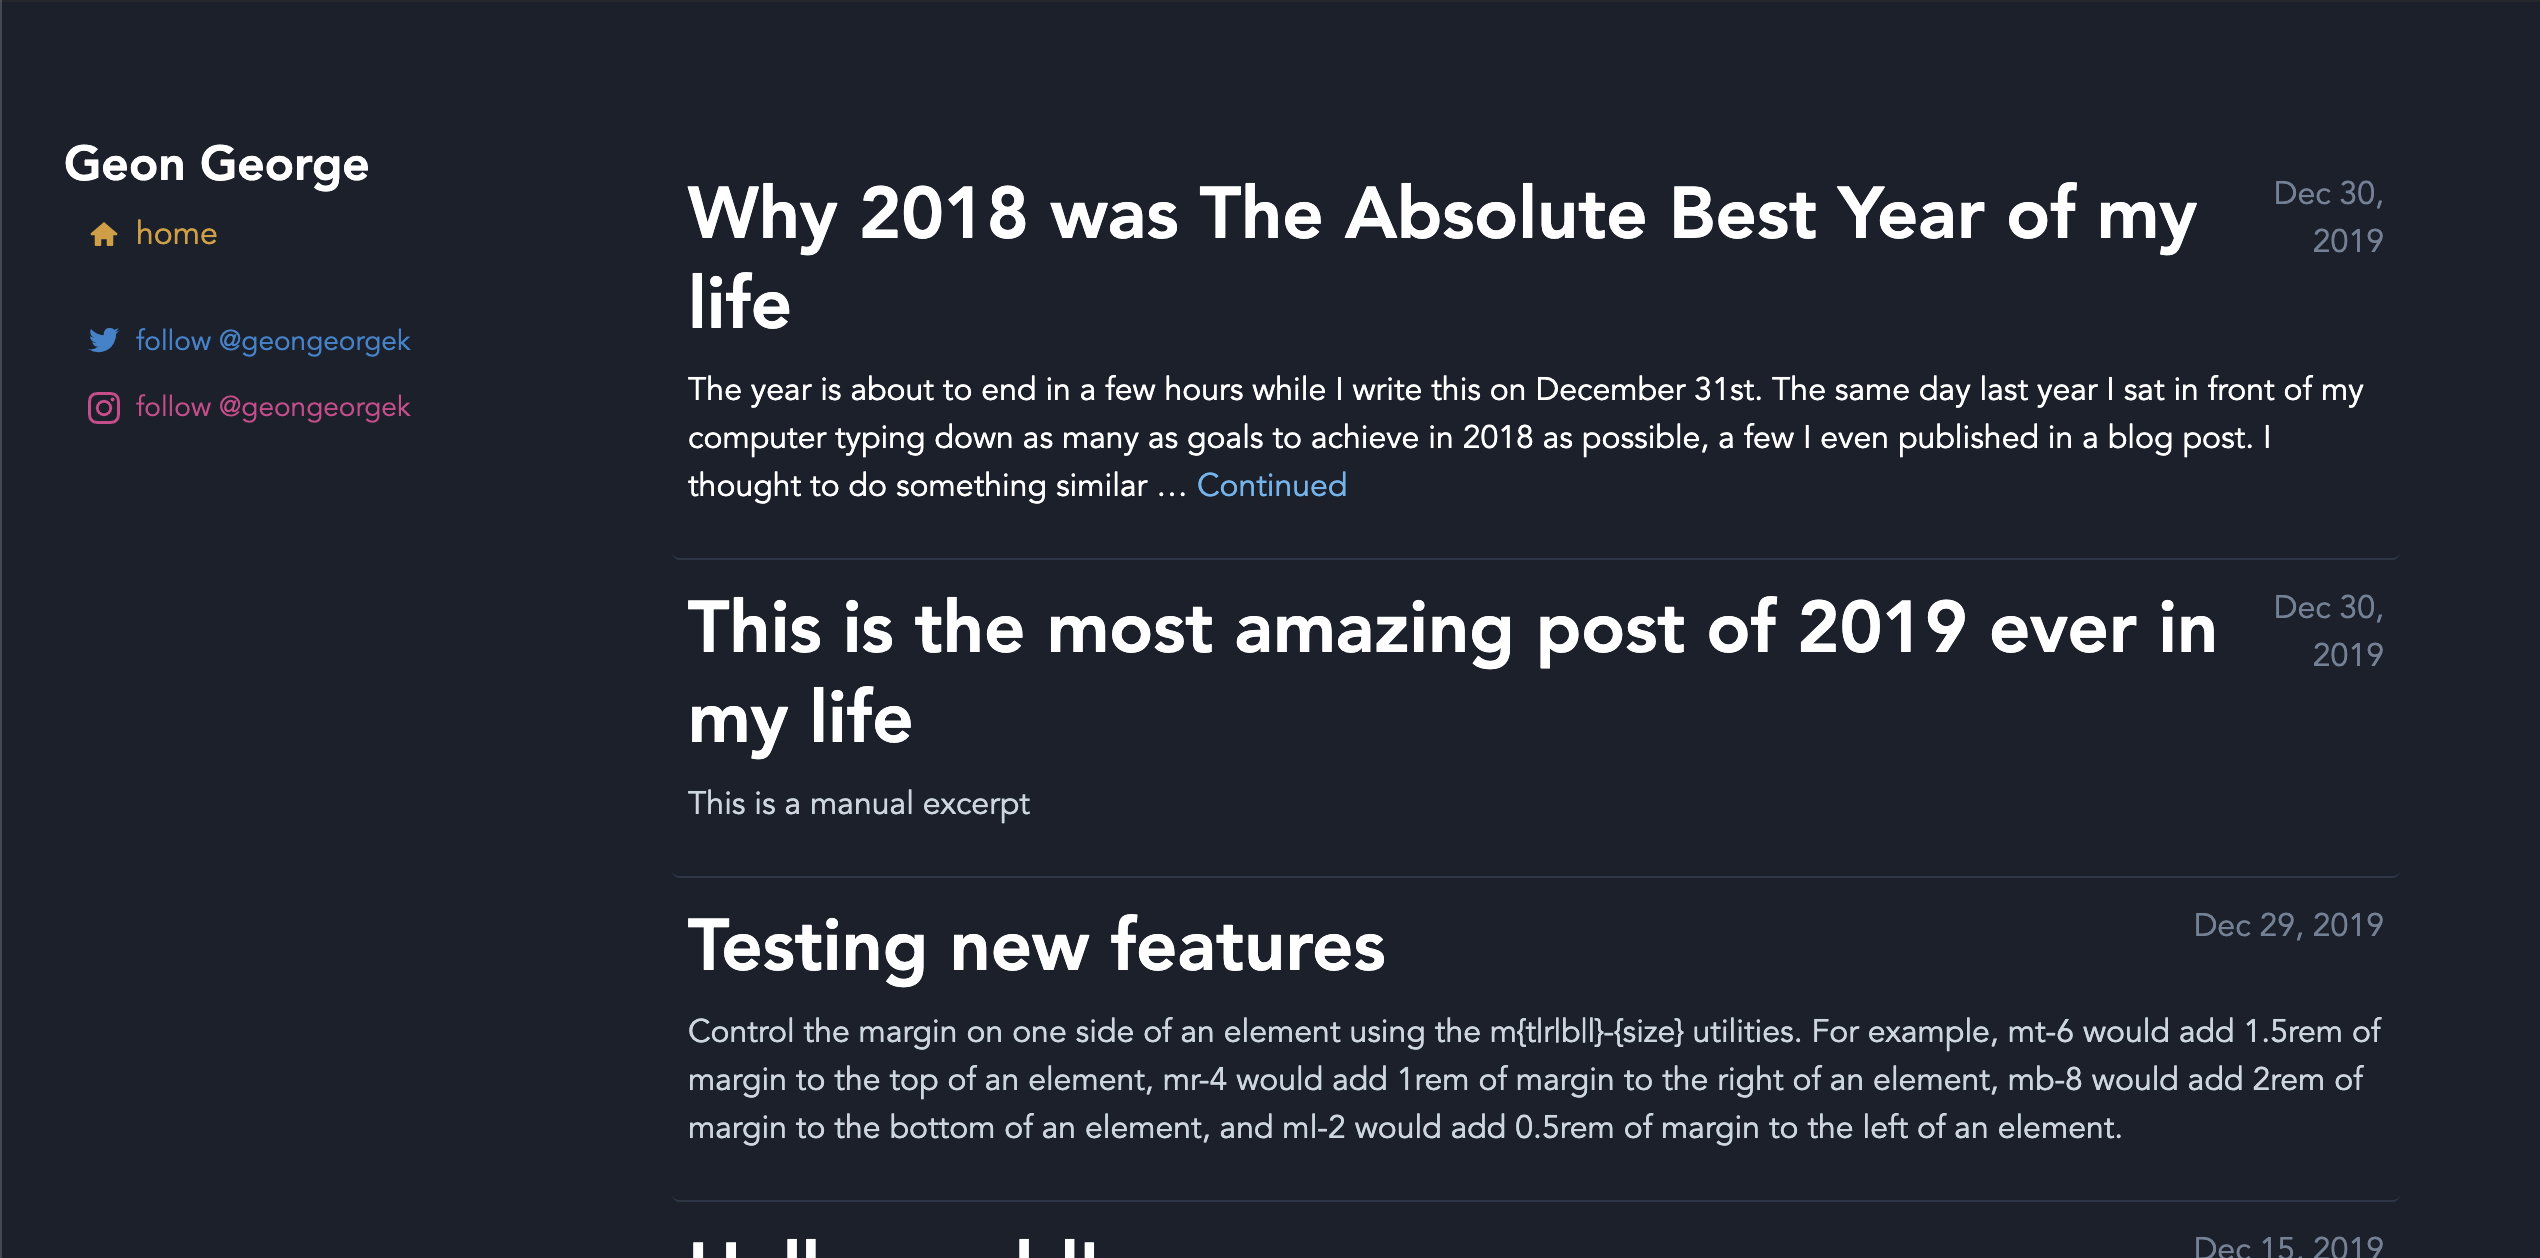 Geon George
home
follow @geongeorgek
follow @geongeorgek
Why 2018 was The Absolute Best Year of my
life
Dec 30,
2019
The year is about to end in a few hours while I write this on December 31st. The same day last year I sat in front of my
computer typing down as many as goals to achieve in 2018 as possible, a few I even published in a blog post. I
thought to do something similar … Continued
This is the most amazing post of 2019 ever in
my life
Dec 30,
2019
This is a manual excerpt
Testing new features
Dec 29, 2019
Control the margin on one side of an element using the m{t|r|b|l}-{size} utilities. For example, mt-6 would add 1.5rem of
margin to the top of an element, mr-4 would add 1rem of margin to the right of an element, mb-8 would add 2rem of
margin to the bottom of an element, and ml-2 would add 0.5rem of margin to the left of an element.
Dec 15, 2019